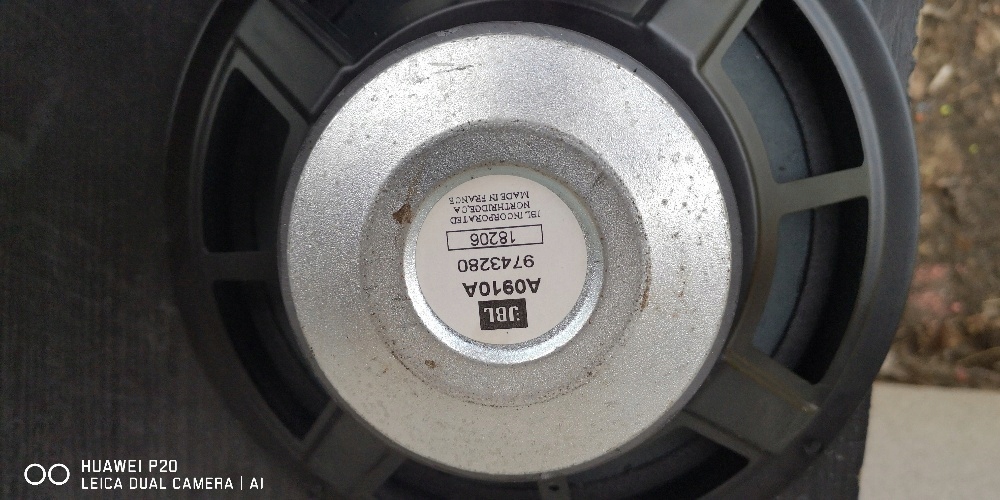 JBL
A0910A
9743280
18206
JBL INCORPORATED
NORTHRIDGE, CA
MADE IN FRANCE
HUAWEI P20
LEICA DUAL CAMERA | AI